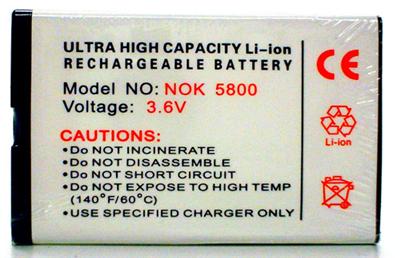 ULTRA HIGH CAPACITY Li-ion
RECHARGEABLE BATTERY
Model NO: NOK 5800
Voltage: 3.6V
CE
CAUTIONS:
•Do NOT INCINERATE
•Do NOT DISASSEMBLE
•Do NOT SHORT CIRCUIT
•Do NOT EXPOSE TO HIGH TEMP
(140°F/60°C)
•USE SPECIFIED CHARGER ONLY
Li-ion